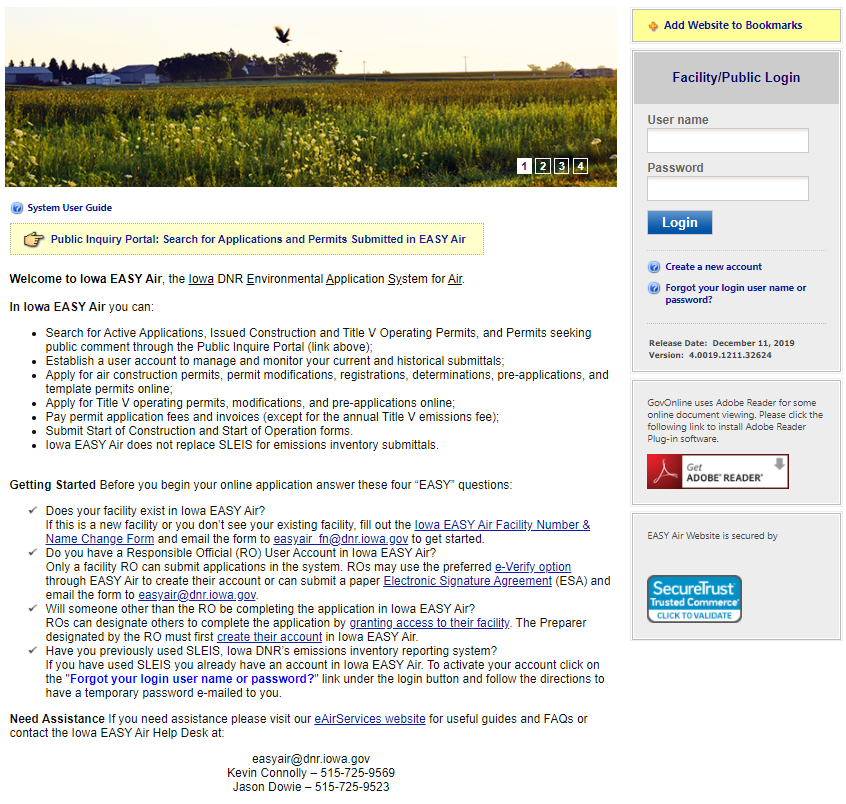 1 2 3 4
System User Guide
Public Inquiry Portal: Search for Applications and Permits Submitted in EASY Air
Welcome to Iowa EASY Air, the Iowa DNR Environmental Application System for Air.
In Iowa EASY Air you can:
Search for Active Applications, Issued Construction and Title V Operating Permits, and Permits seeking
public comment through the Public Inquire Portal (link above);
Establish a user account to manage and monitor your current and historical submittals;
Apply for air construction permits, permit modifications, registrations, determinations, pre-applications, and
template permits online;
Apply for Title V operating permits, modifications, and pre-applications online;
Pay permit application fees and invoices (except for the annual Title V emissions fee);
Submit Start of Construction and Start of Operation forms.
Iowa EASY Air does not replace SLEIS for emissions inventory submittals.
Getting Started Before you begin your online application answer these four “EASY” questions:
Does your facility exist in Iowa EASY Air?
If this is a new facility or you don’t see your existing facility, fill out the Iowa EASY Air Facility Number &
Name Change Form and email the form to easyair_fn@dnr.iowa.gov to get started.
Do you have a Responsible Official (RO) User Account in Iowa EASY Air?
Only a facility RO can submit applications in the system. ROs may use the preferred e-Verify option
through EASY Air to create their account or can submit a paper Electronic Signature Agreement (ESA) and
email the form to easyair@dnr.iowa.gov.
Will someone other than the RO be completing the application in Iowa EASY Air?
ROs can designate others to complete the application by granting access to their facility. The Preparer
designated by the RO must first create their account in Iowa EASY Air.
Have you previously used SLEIS, Iowa DNR’s emissions inventory reporting system?
If you have used SLEIS you already have an account in Iowa EASY Air. To activate your account click on
the "Forgot your login user name or password?" link under the login button and follow the directions to
have a temporary password e-mailed to you.
Need Assistance If you need assistance please visit our eAirServices website for useful guides and FAQs or
contact the Iowa EASY Air Help Desk at:
easyair@dnr.iowa.gov
Kevin Connolly – 515-725-9569
Jason Dowie – 515-725-9523
Add Website to Bookmarks
Facility/Public Login
User name
Password
Login
Create a new account
Forgot your login user name or
password?
Release Date: December 11, 2019
Version: 4.0019.1211.32624
GovOnline uses Adobe Reader for some
online document viewing. Please click the
following link to install Adobe Reader
Plug-in software.
Get
ADOBE® READER®
EASY Air Website is secured by
SecureTrust™
Trusted Commerce®
CLICK TO VALIDATE